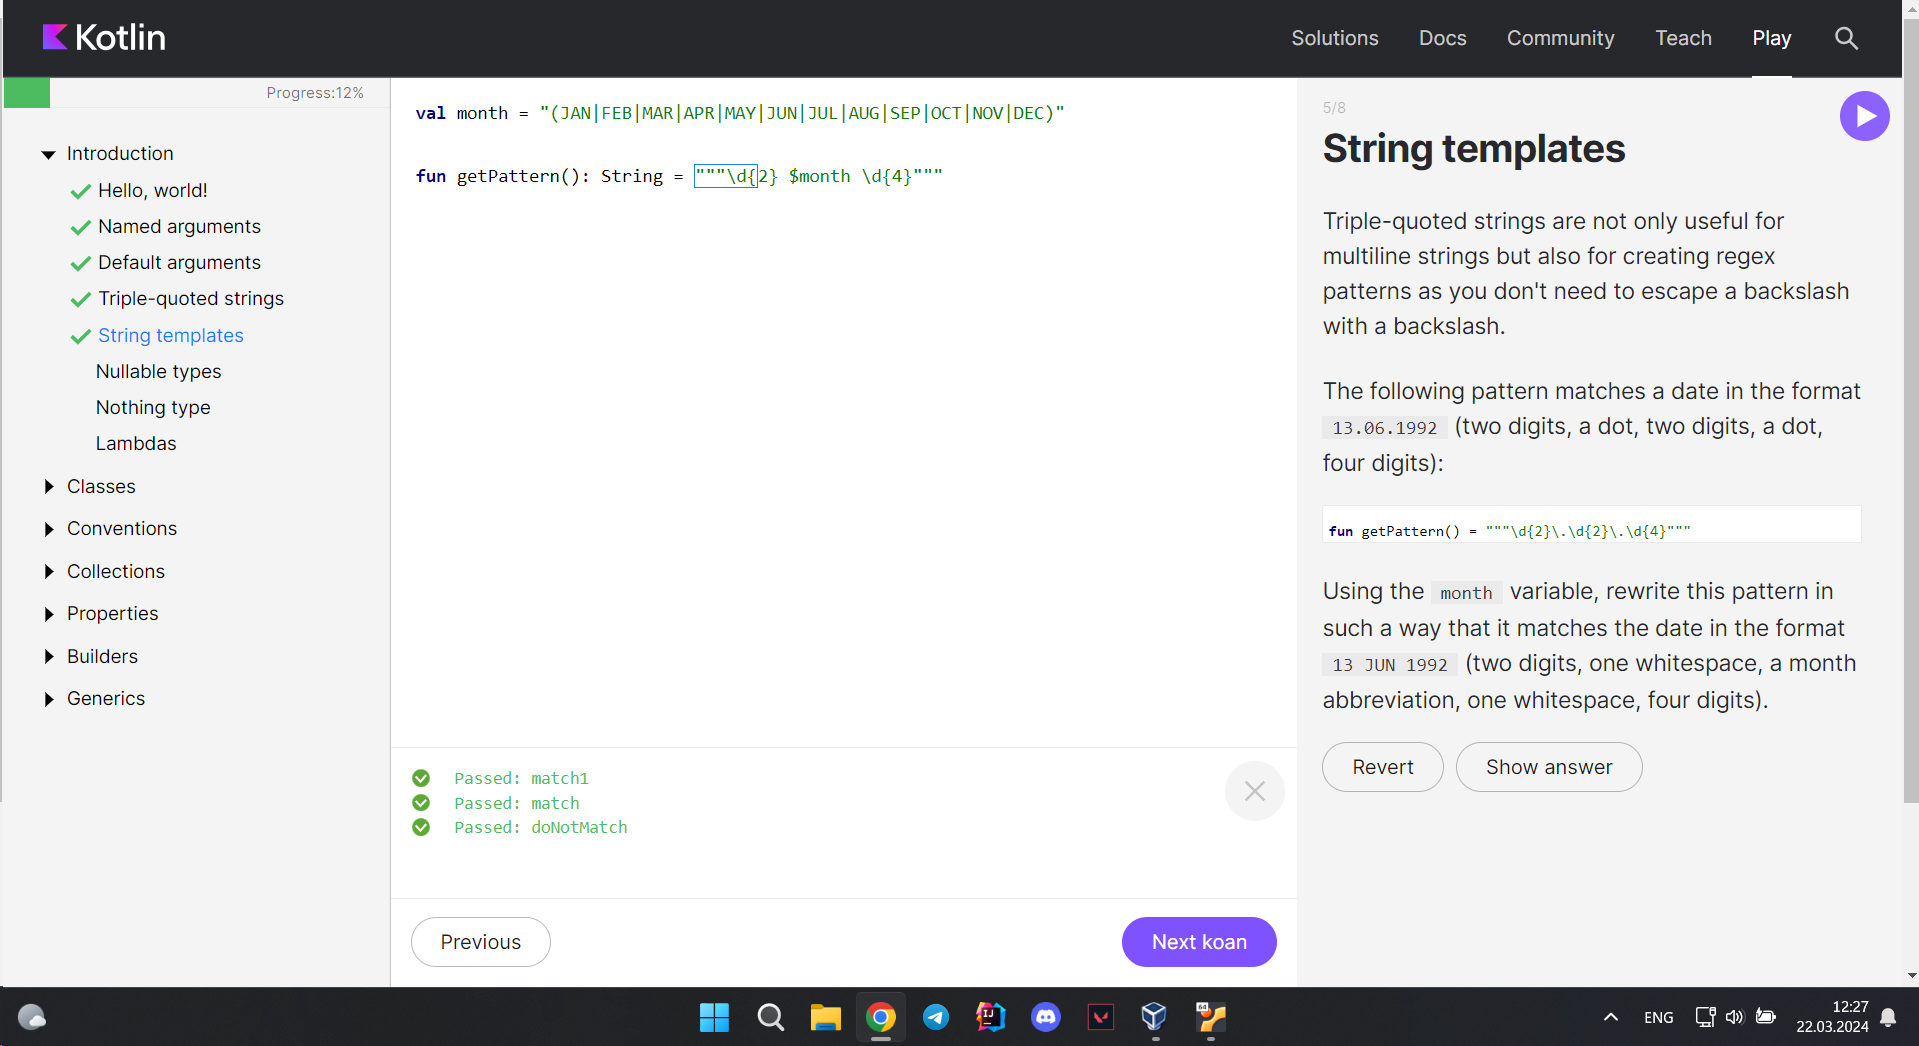 Kotlin
Solutions Docs Community Teach Play
Progress:12%
Introduction
Hello, world!
Named arguments
Default arguments
Triple-quoted strings
String templates
Nullable types
Nothing type
Lambdas
Classes
Conventions
Collections
Properties
Builders
Generics
val month = "(JAN|FEB|MAR|APR|MAY|JUN|JUL|AUG|SEP|OCT|NOV|DEC)"
fun getPattern(): String = """\d{2} $month \d{4}"""
Passed: match1
Passed: match
Passed: doNotMatch
Previous
Next koan
5/8
String templates
Triple-quoted strings are not only useful for
multiline strings but also for creating regex
patterns as you don't need to escape a backslash
with a backslash.
The following pattern matches a date in the format
13.06.1992 (two digits, a dot, two digits, a dot,
four digits):
fun getPattern() = """\d{2}\.\d{2}\.\d{4}"""
Using the month variable, rewrite this pattern in
such a way that it matches the date in the format
13 JUN 1992 (two digits, one whitespace, a month
abbreviation, one whitespace, four digits).
Revert
Show answer
IJ
64
ENG
12:27
22.03.2024